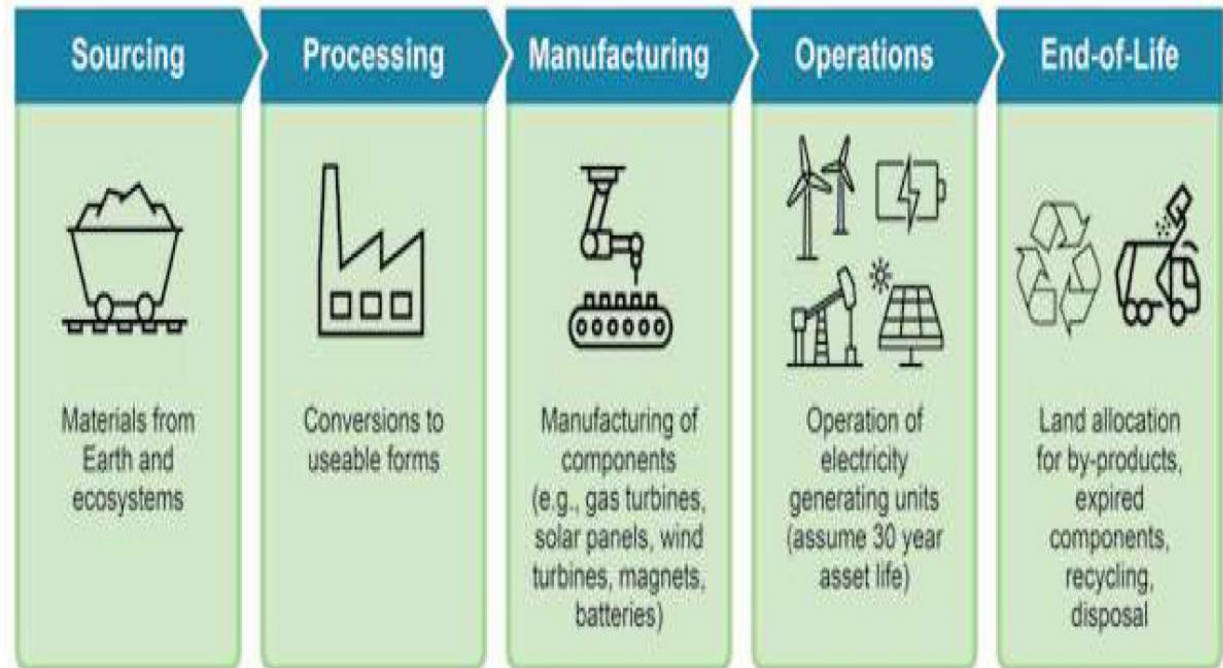 Sourcing
Materials from
Earth and
ecosystems
Processing
Conversions to
useable forms
Manufacturing
Manufacturing of
components
(e.g., gas turbines,
solar panels, wind
turbines, magnets,
batteries)
Operations
Operation of
electricity
generating units
(assume 30 year
asset life)
End-of-Life
Land allocation
for by-products,
expired
components,
recycling,
disposal